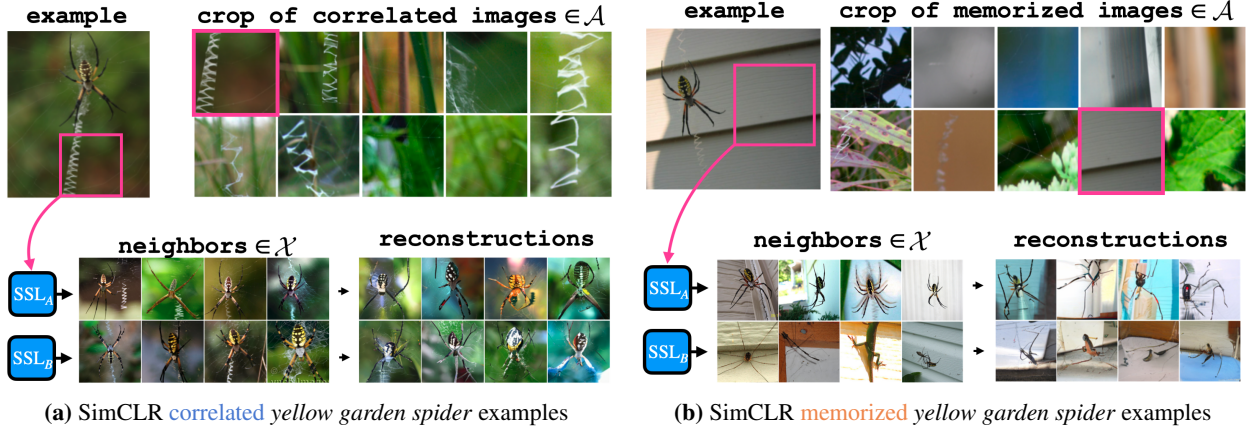 example
crop of correlated images ∈ 𝒜
neighbors ∈ 𝒳
reconstructions
SSL_A
SSL_B
(a) SimCLR correlated yellow garden spider examples
example
crop of memorized images ∈ 𝒜
neighbors ∈ 𝒳
reconstructions
SSL_A
SSL_B
(b) SimCLR memorized yellow garden spider examples